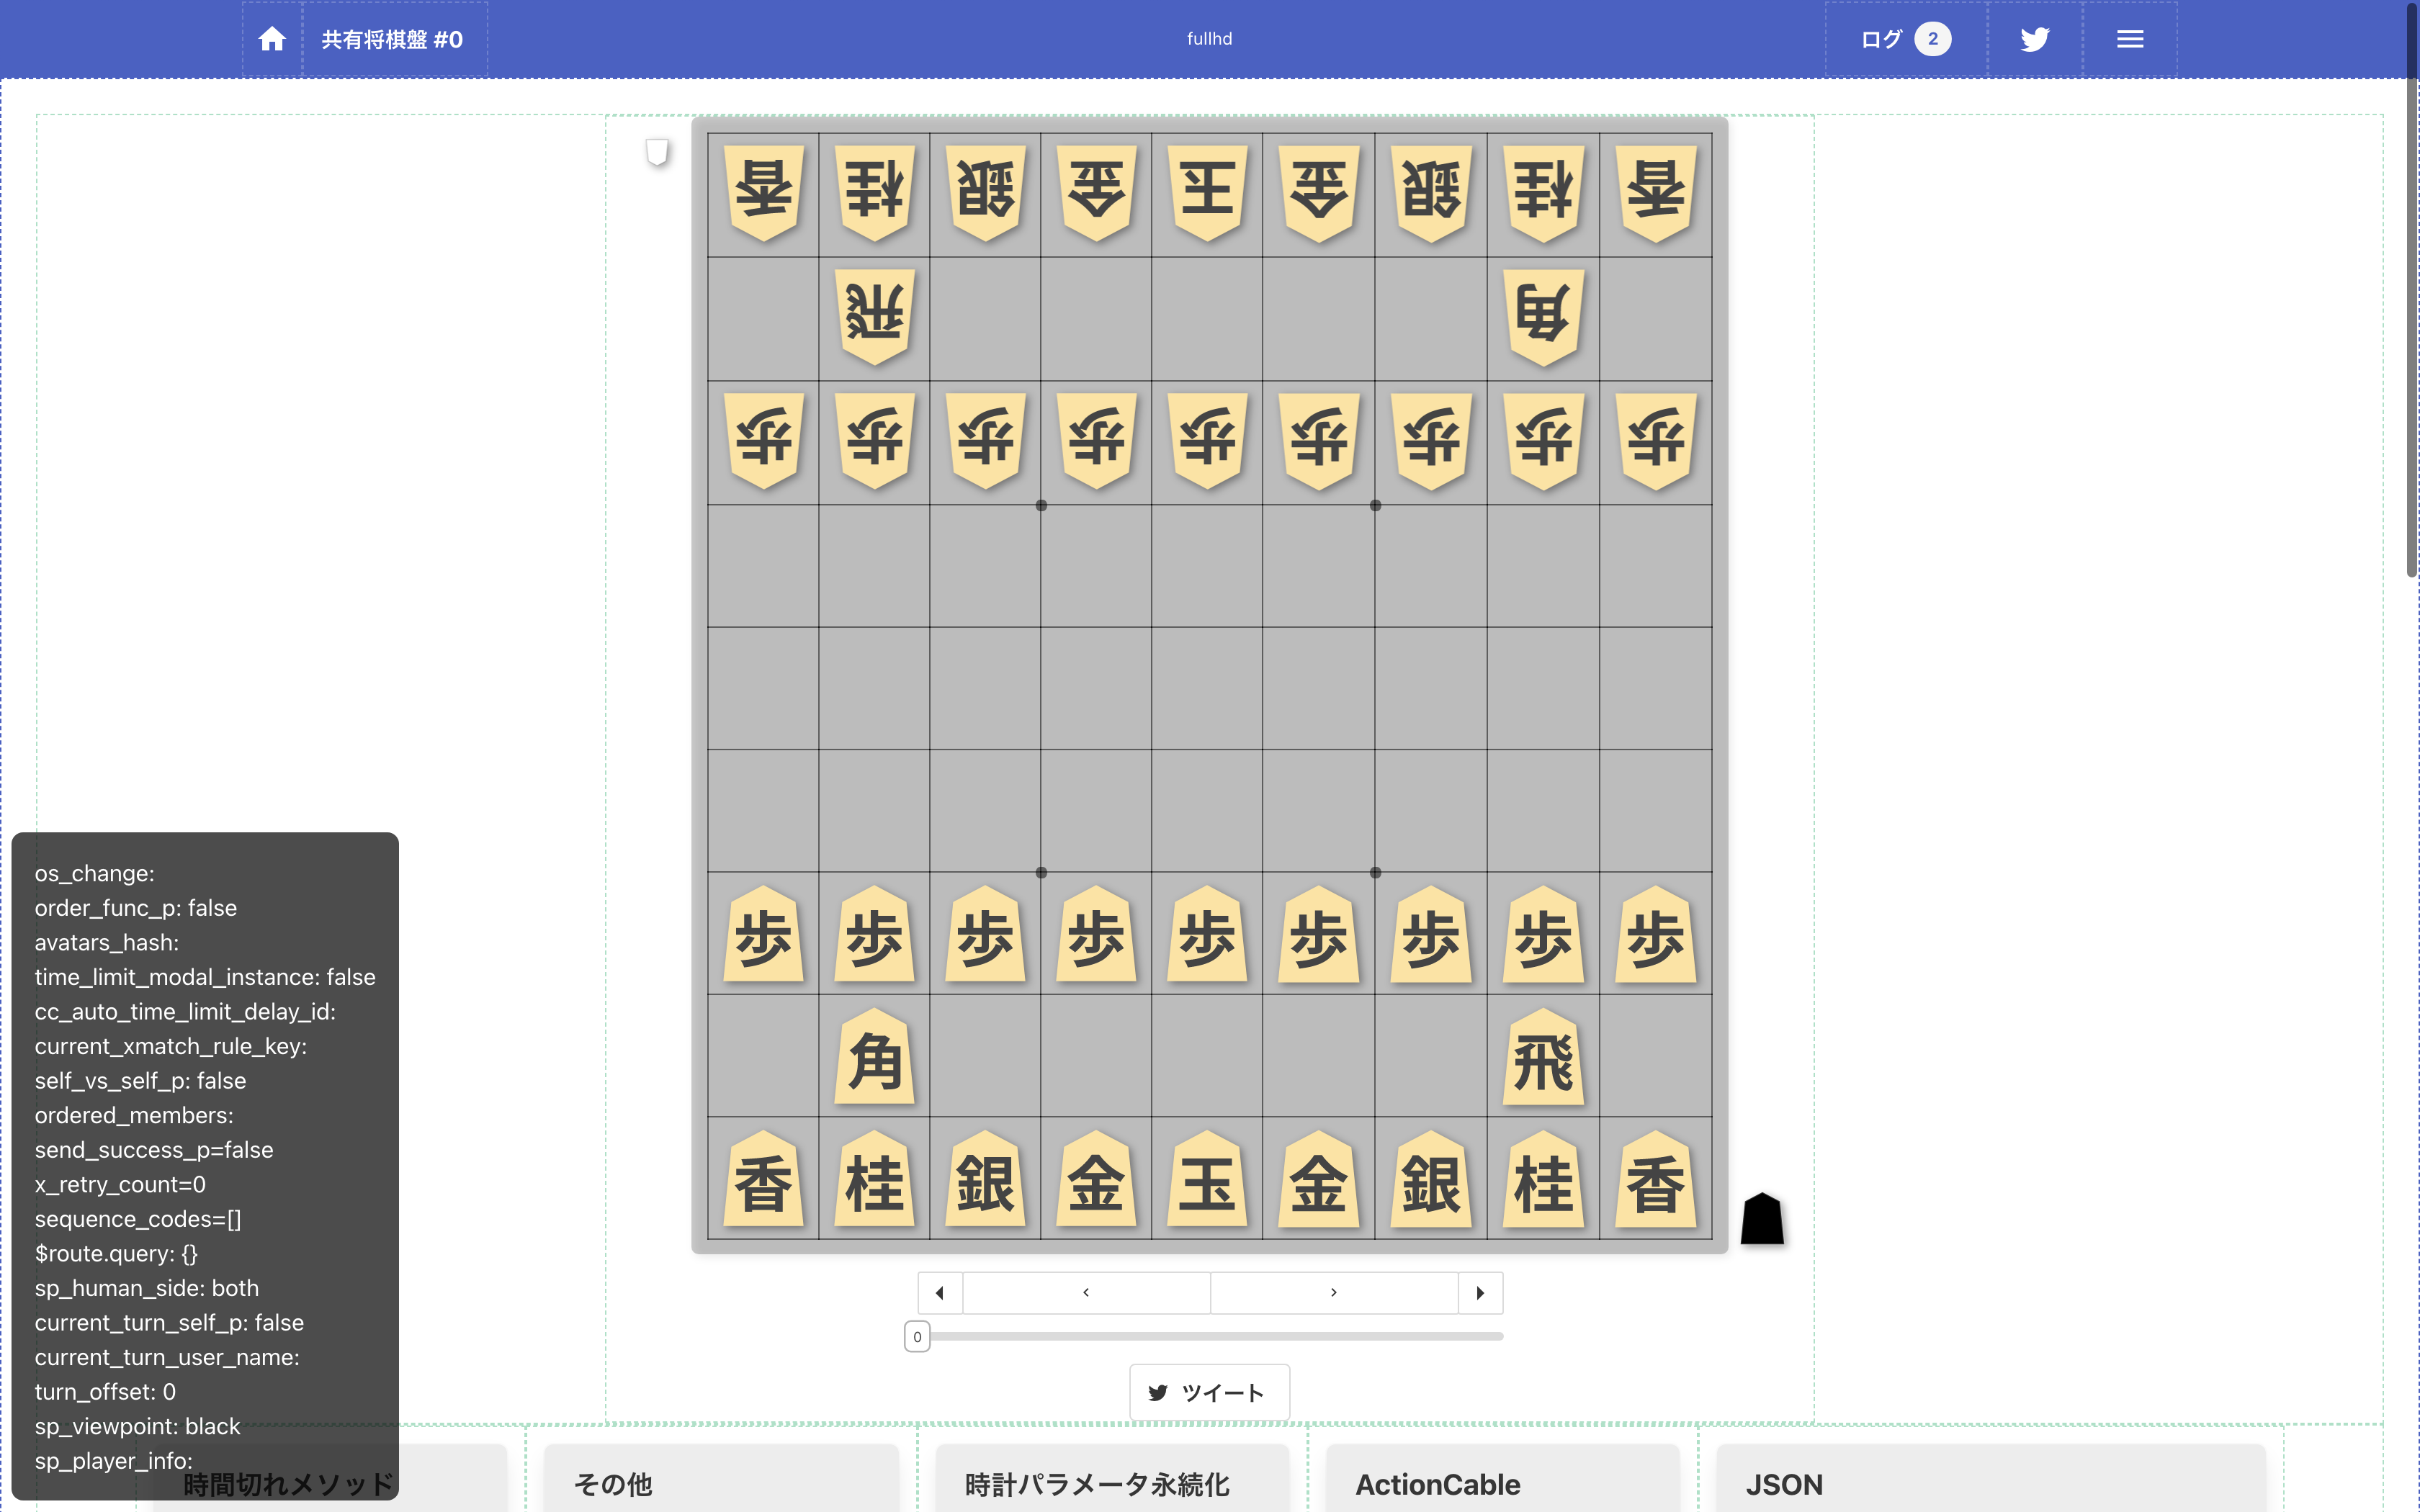 共有将棋盤 #0
fullhd
ログ 2
香 桂 銀 金 玉 金 銀 桂 香
飛 角
歩 歩 歩 歩 歩 歩 歩 歩 歩
歩 歩 歩 歩 歩 歩 歩 歩 歩
角 飛
香 桂 銀 金 玉 金 銀 桂 香
0
ツイート
os_change:
order_func_p: false
avatars_hash:
time_limit_modal_instance: false
cc_auto_time_limit_delay_id:
current_xmatch_rule_key:
self_vs_self_p: false
ordered_members:
send_success_p=false
x_retry_count=0
sequence_codes=[]
$route.query: {}
sp_human_side: both
current_turn_self_p: false
current_turn_user_name:
turn_offset: 0
sp_viewpoint: black
sp_player_info:
時間切れメソッド
その他
時計パラメータ永続化
ActionCable
JSON